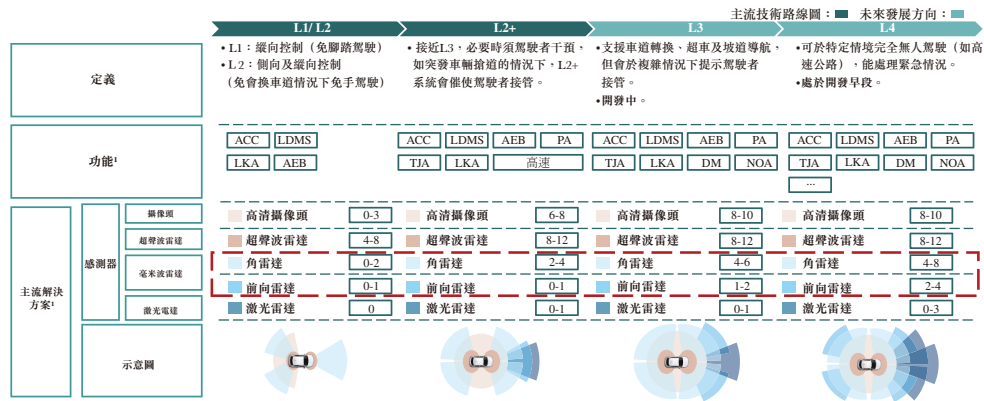 主流技術路線圖： 未來發展方向：
L1/ L2 L2+ L3 L4
定義
• L1：縱向控制（免腳踏駕駛）
• L 2：側向及縱向控制
（免會換車道情況下免手駕駛）
• 接近L3，必要時須駕駛者干預，
如突發車輛搶道的情況下，L2+
系統會催使駕駛者接管。
•支援車道轉換、超車及坡道導航，
但會於複雜情況下提示駕駛者
接管。
•開發中。
•可於特定情境完全無人駕駛（如高
速公路），能處理緊急情況。
•處於開發早段。
功能¹
ACC LDMS
LKA AEB
ACC LDMS AEB PA
TJA LKA 高速
ACC LDMS AEB PA
TJA LKA DM NOA
ACC LDMS AEB PA
TJA LKA DM NOA
...
主流解決
方案¹
感測器
攝像頭 高清攝像頭 0-3 高清攝像頭 6-8 高清攝像頭 8-10 高清攝像頭 8-10
超聲波雷達 超聲波雷達 4-8 超聲波雷達 8-12 超聲波雷達 8-12 超聲波雷達 8-12
毫米波雷達 角雷達 0-2 角雷達 2-4 角雷達 4-6 角雷達 4-8
前向雷達 0-1 前向雷達 0-1 前向雷達 1-2 前向雷達 2-4
激光電達 激光雷達 0 激光雷達 0-1 激光雷達 0-1 激光雷達 0-3
示意圖